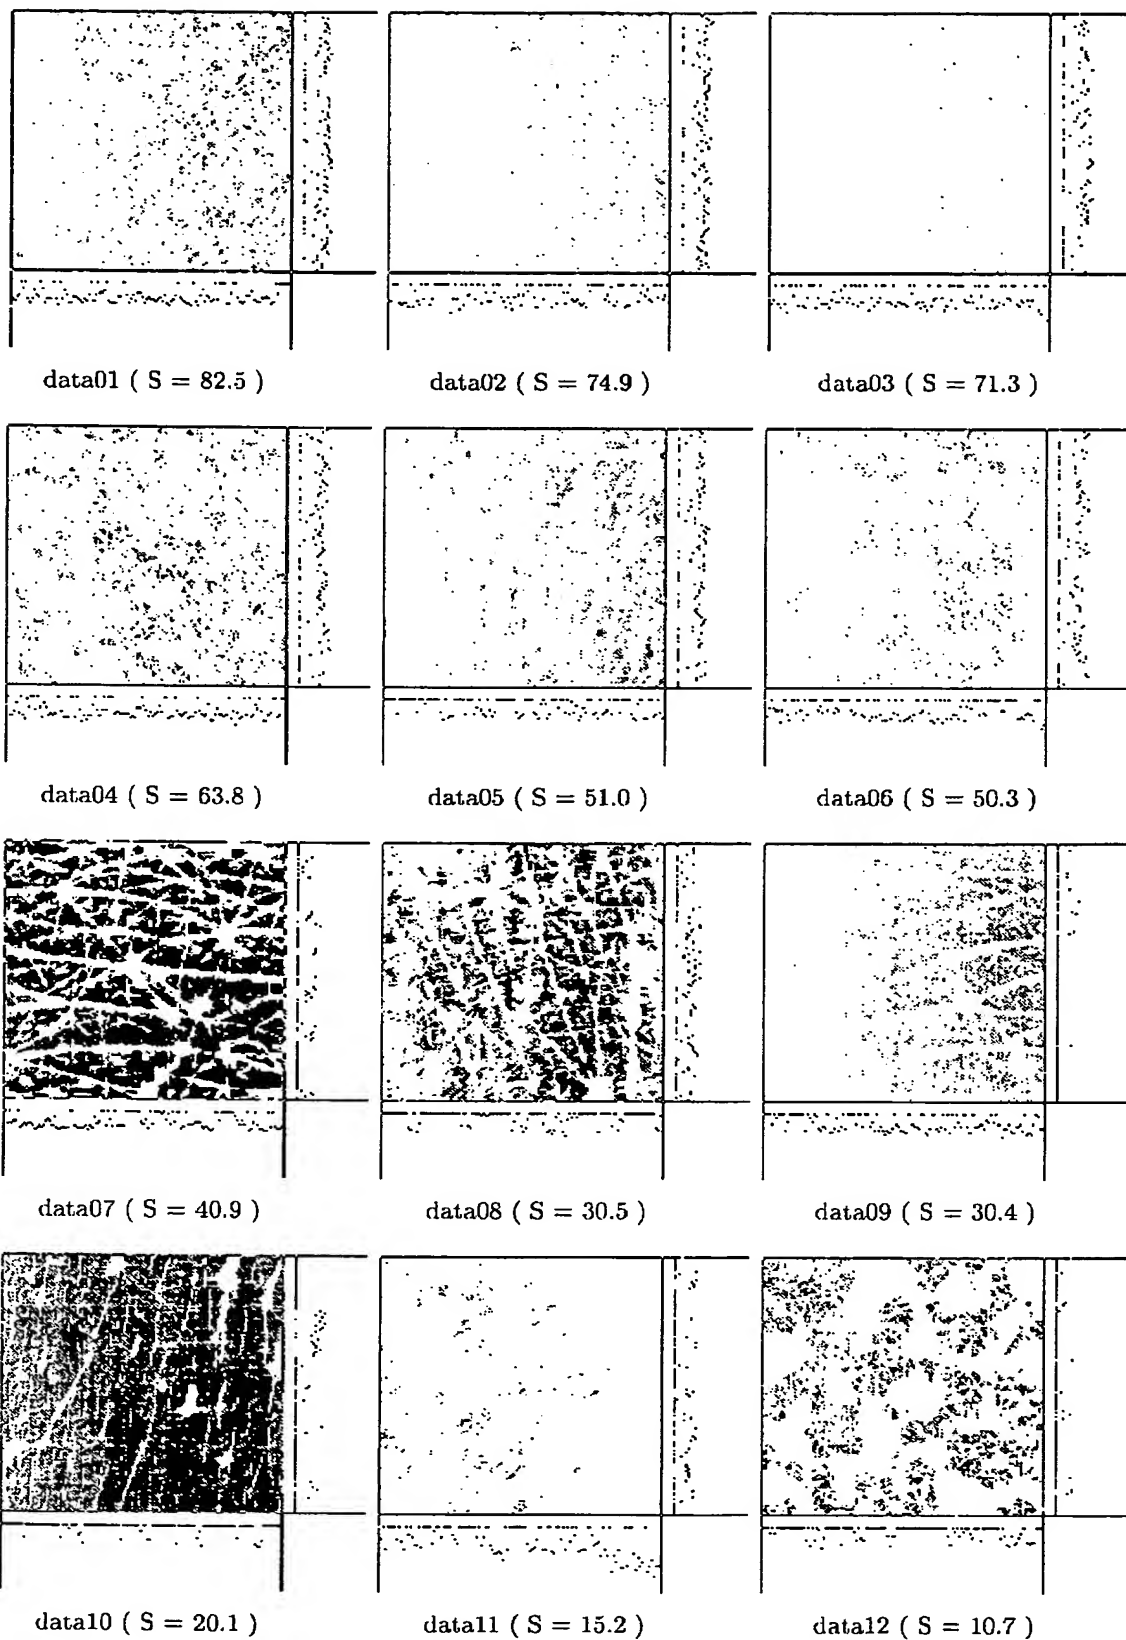 data01 ( S = 82.5 )
data02 ( S = 74.9 )
data03 ( S = 71.3 )
data04 ( S = 63.8 )
data05 ( S = 51.0 )
data06 ( S = 50.3 )
data07 ( S = 40.9 )
data08 ( S = 30.5 )
data09 ( S = 30.4 )
data10 ( S = 20.1 )
data11 ( S = 15.2 )
data12 ( S = 10.7 )